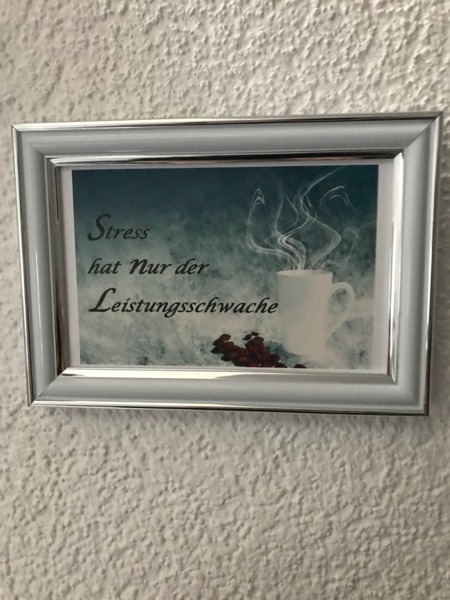 Stress
hat Nur der
Leistungsschwache